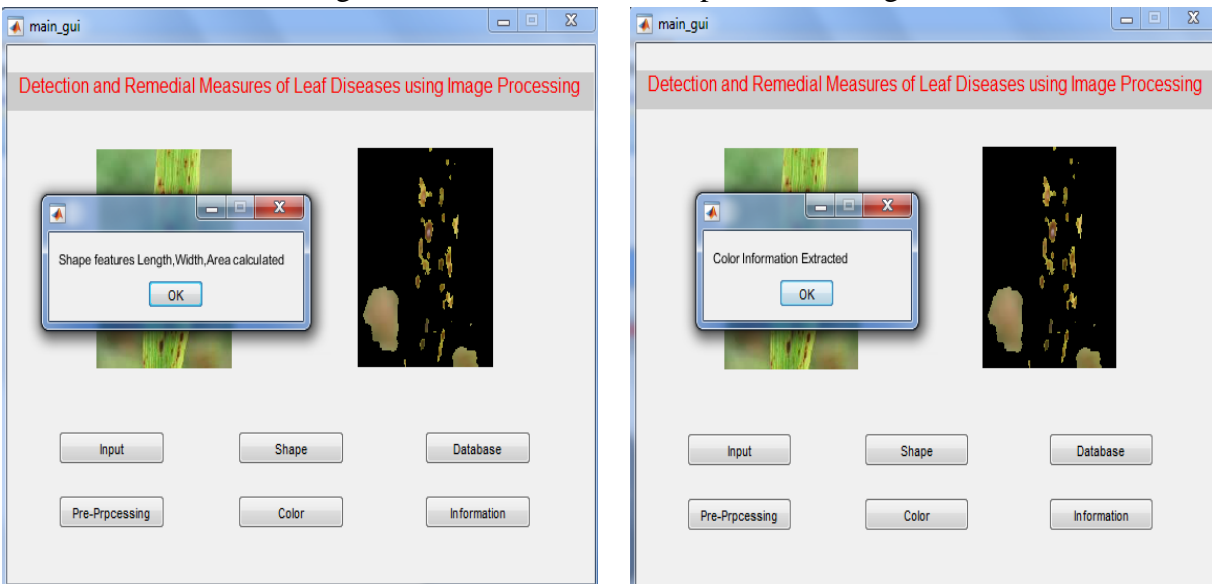 main_gui
Detection and Remedial Measures of Leaf Diseases using Image Processing
Shape features Length,Width,Area calculated
OK
Input Shape Database
Pre-Prpcessing Color Information
main_gui
Detection and Remedial Measures of Leaf Diseases using Image Processing
Color Information Extracted
OK
Input Shape Database
Pre-Prpcessing Color Information